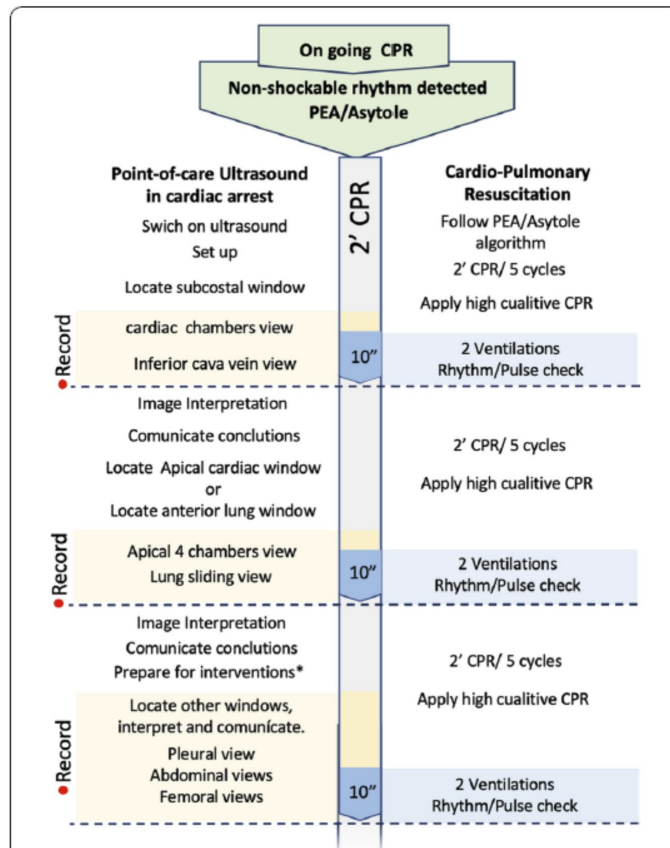 On going CPR
Non-shockable rhythm detected
PEA/Asytole
Point-of-care Ultrasound
in cardiac arrest
Swich on ultrasound
Set up
Locate subcostal window
cardiac chambers view
Inferior cava vein view
Record
Image Interpretation
Comunicate conclutions
Locate Apical cardiac window
or
Locate anterior lung window
Apical 4 chambers view
Lung sliding view
Record
Image Interpretation
Comunicate conclutions
Prepare for interventions*
Locate other windows,
interpret and comunícate.
Pleural view
Abdominal views
Femoral views
Record
2’ CPR
10”
10”
10”
Cardio-Pulmonary
Resuscitation
Follow PEA/Asytole
algorithm
2’ CPR/ 5 cycles
Apply high cualitive CPR
2 Ventilations
Rhythm/Pulse check
2’ CPR/ 5 cycles
Apply high cualitive CPR
2 Ventilations
Rhythm/Pulse check
2’ CPR/ 5 cycles
Apply high cualitive CPR
2 Ventilations
Rhythm/Pulse check